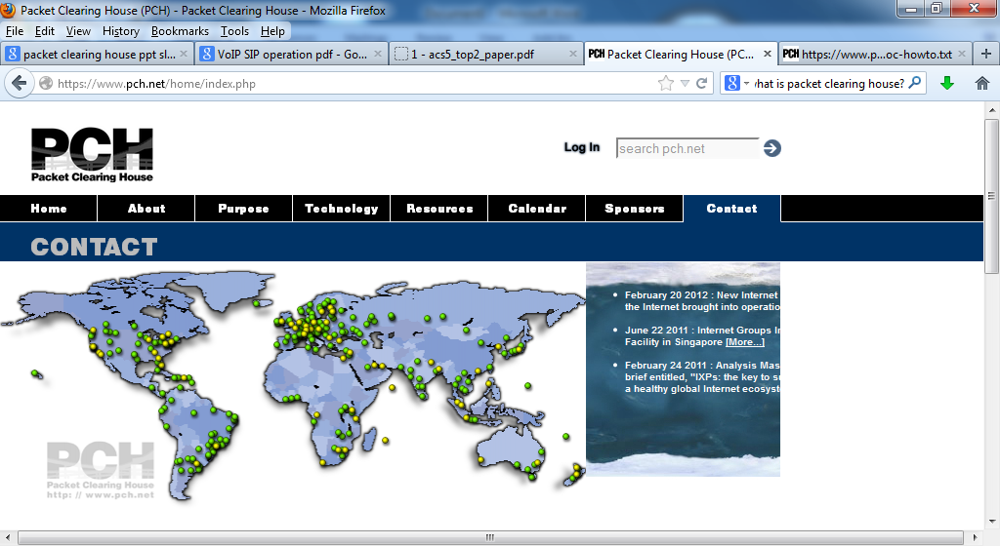 Packet Clearing House (PCH) - Packet Clearing House - Mozilla Firefox
File Edit View History Bookmarks Tools Help
packet clearing house ppt sl...
VoIP SIP operation pdf - Go...
1 - acs5_top2_paper.pdf
Packet Clearing House (PC...
https://www.p...oc-howto.txt
https://www.pch.net/home/index.php
hat is packet clearing house?
PCH
Packet Clearing House
Log In
search pch.net
Home About Purpose Technology Resources Calendar Sponsors Contact
CONTACT
February 20 2012 : New Internet
the Internet brought into operatio
June 22 2011 : Internet Groups In
Facility in Singapore [More...]
February 24 2011 : Analysis Mas
brief entitled, "IXPs: the key to su
a healthy global Internet ecosyste
PCH
Packet Clearing House
http: // www.pch.net